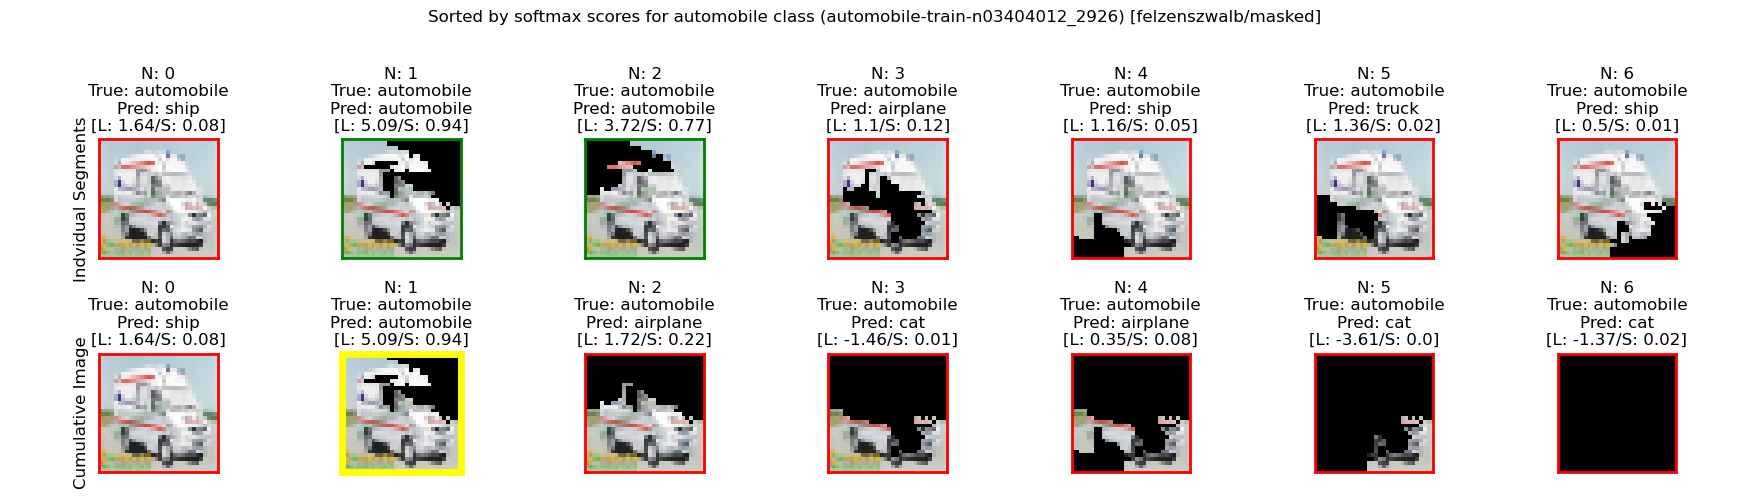 Sorted by softmax scores for automobile class (automobile-train-n03404012_2926) [felzenszwalb/masked]
Individual Segments
N: 0
True: automobile
Pred: ship
[L: 1.64/S: 0.08]
N: 1
True: automobile
Pred: automobile
[L: 5.09/S: 0.94]
N: 2
True: automobile
Pred: automobile
[L: 3.72/S: 0.77]
N: 3
True: automobile
Pred: airplane
[L: 1.1/S: 0.12]
N: 4
True: automobile
Pred: ship
[L: 1.16/S: 0.05]
N: 5
True: automobile
Pred: truck
[L: 1.36/S: 0.02]
N: 6
True: automobile
Pred: ship
[L: 0.5/S: 0.01]
Cumulative Image
N: 0
True: automobile
Pred: ship
[L: 1.64/S: 0.08]
N: 1
True: automobile
Pred: automobile
[L: 5.09/S: 0.94]
N: 2
True: automobile
Pred: airplane
[L: 1.72/S: 0.22]
N: 3
True: automobile
Pred: cat
[L: -1.46/S: 0.01]
N: 4
True: automobile
Pred: airplane
[L: 0.35/S: 0.08]
N: 5
True: automobile
Pred: cat
[L: -3.61/S: 0.0]
N: 6
True: automobile
Pred: cat
[L: -1.37/S: 0.02]